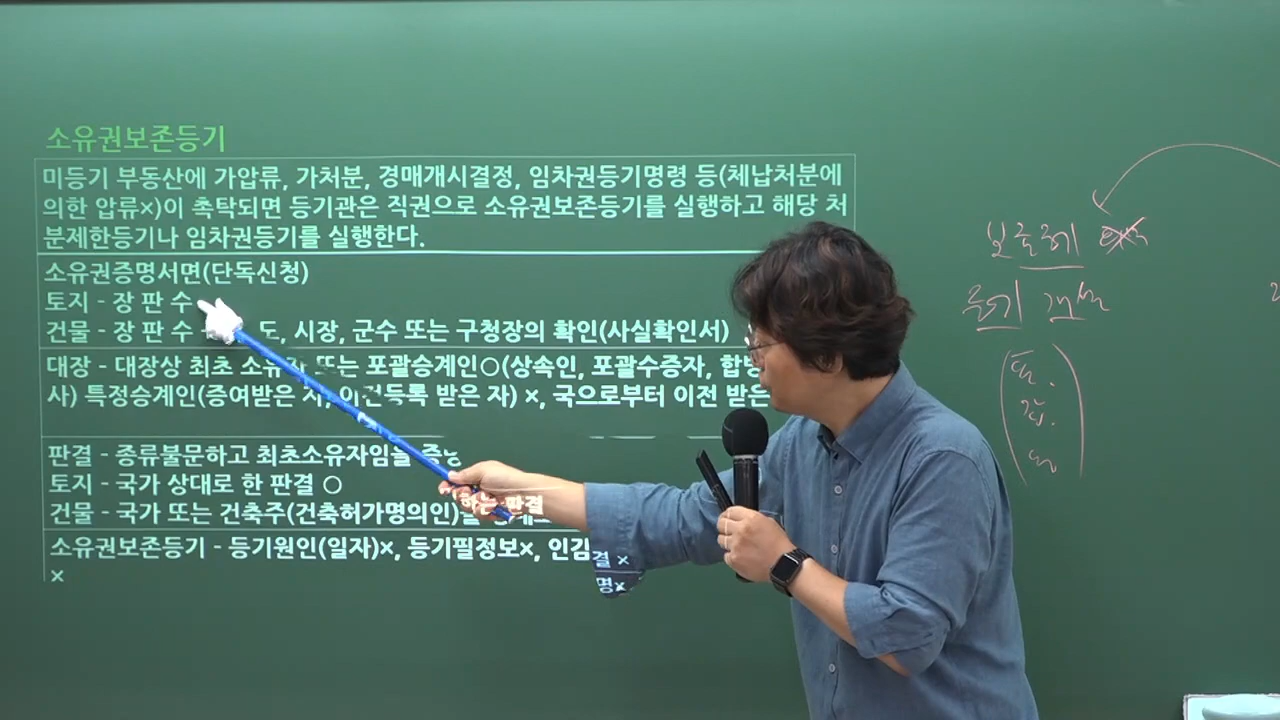 소유권보존등기
미등기 부동산에 가압류, 가처분, 경매개시결정, 임차권등기명령 등(체납처분에
의한 압류×)이 촉탁되면 등기관은 직권으로 소유권보존등기를 실행하고 해당 처
분제한등기나 임차권등기를 실행한다.
소유권증명서면(단독신청)
토지 - 장 판 수
건물 - 장 판 수 도, 시장, 군수 또는 구청장의 확인(사실확인서)
대장 - 대장상 최초 소유자 또는 포괄승계인○(상속인, 포괄수증자, 합병
사) 특정승계인(증여받은 자, 이전등록 받은 자) ×, 국으로부터 이전 받은
판결 - 종류불문하고 최초소유자임을
토지 - 국가 상대로 한 판결 ○
건물 - 국가 또는 건축주(건축허가명의인)을 하는 판결
소유권보존등기 - 등기원인(일자)×, 등기필정보×, 인감
결 ×
명×
×